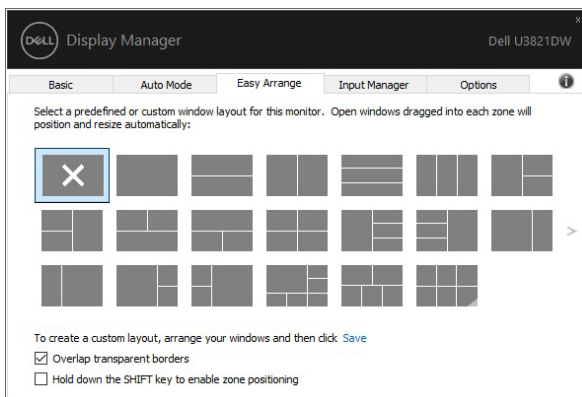 x
DELL Display Manager Dell U3821DW
Basic Auto Mode Easy Arrange Input Manager Options i
Select a predefined or custom window layout for this monitor. Open windows dragged into each zone will
position and resize automatically:
To create a custom layout, arrange your windows and then click Save
Overlap transparent borders
Hold down the SHIFT key to enable zone positioning